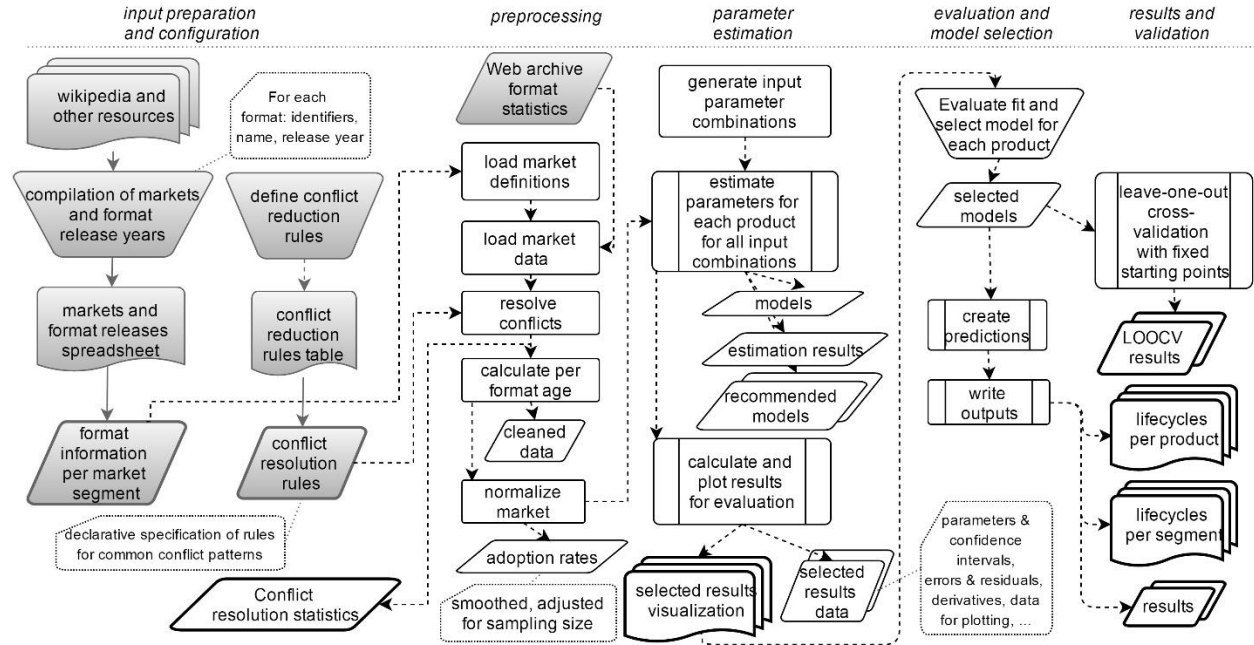 input preparation
and configuration
preprocessing
parameter
estimation
evaluation and
model selection
results and
validation
wikipedia and
other resources
For each
format: identifiers,
name, release year
compilation of markets
and format
release years
define conflict
reduction
rules
markets and
format releases
spreadsheet
conflict
reduction
rules table
format
information
per market
segment
conflict
resolution
rules
declarative specification of rules
for common conflict patterns
Conflict
resolution statistics
Web archive
format
statistics
load market
definitions
load market
data
resolve
conflicts
calculate per
format age
cleaned
data
normalize
market
adoption rates
smoothed, adjusted
for sampling size
generate input
parameter
combinations
estimate
parameters for
each product
for all input
combinations
models
estimation results
recommended
models
calculate and
plot results
for evaluation
selected results
visualization
selected
results
data
parameters &
confidence
intervals,
errors & residuals,
derivatives, data
for plotting, ...
Evaluate fit and
select model for
each product
selected
models
create
predictions
write
outputs
leave-one-out
cross-
validation
with fixed
starting points
LOOCV
results
lifecycles
per product
lifecycles
per segment
results